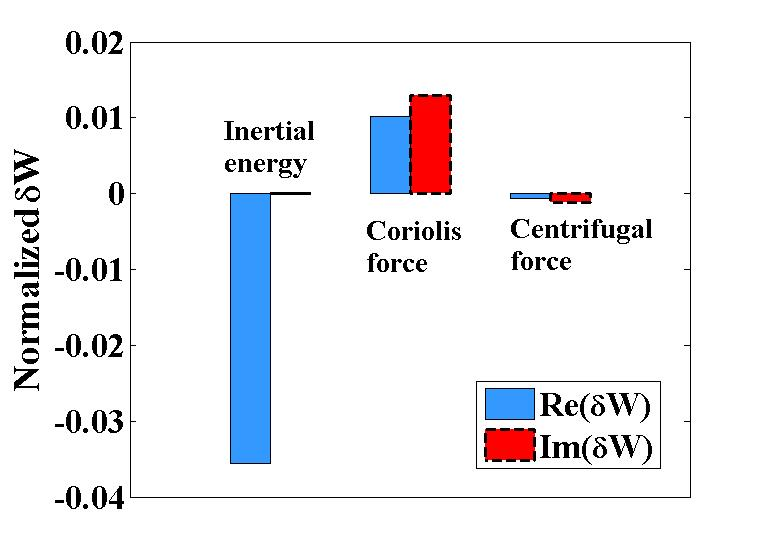 0.02
0.01
0
-0.01
-0.02
-0.03
-0.04
Normalized δW
Inertial
energy
Coriolis
force
Centrifugal
force
Re(δW)
Im(δW)